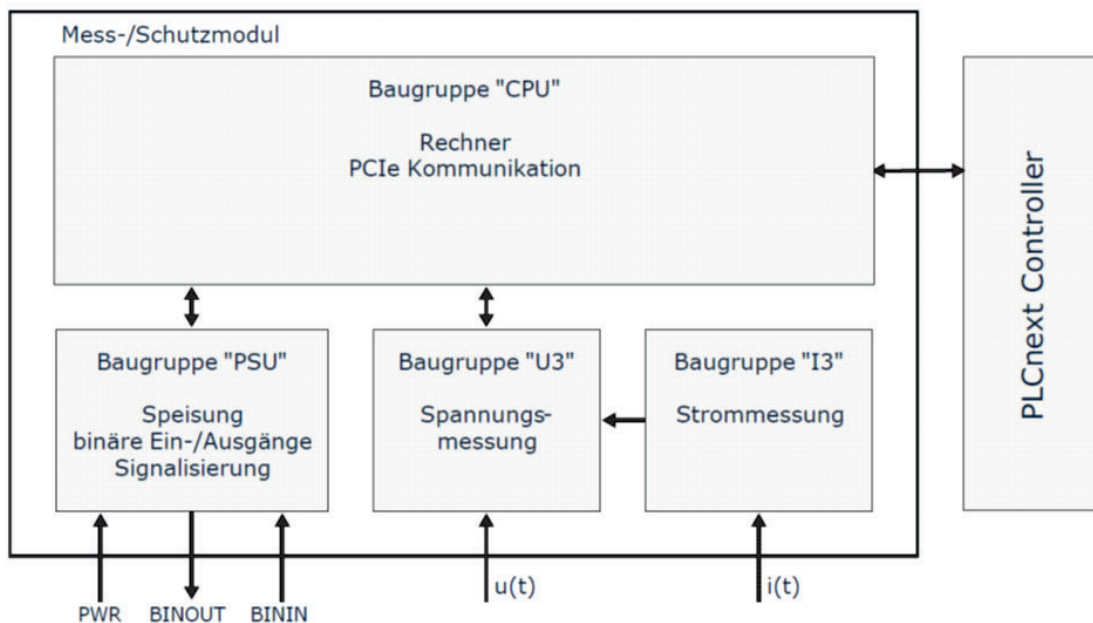 Mess-/Schutzmodul
Baugruppe "CPU"
Rechner
PCIe Kommunikation
PLCnext Controller
Baugruppe "PSU"
Speisung
binäre Ein-/Ausgänge
Signalisierung
Baugruppe "U3"
Spannungs-
messung
Baugruppe "I3"
Strommessung
PWR
BINOUT
BININ
u(t)
i(t)